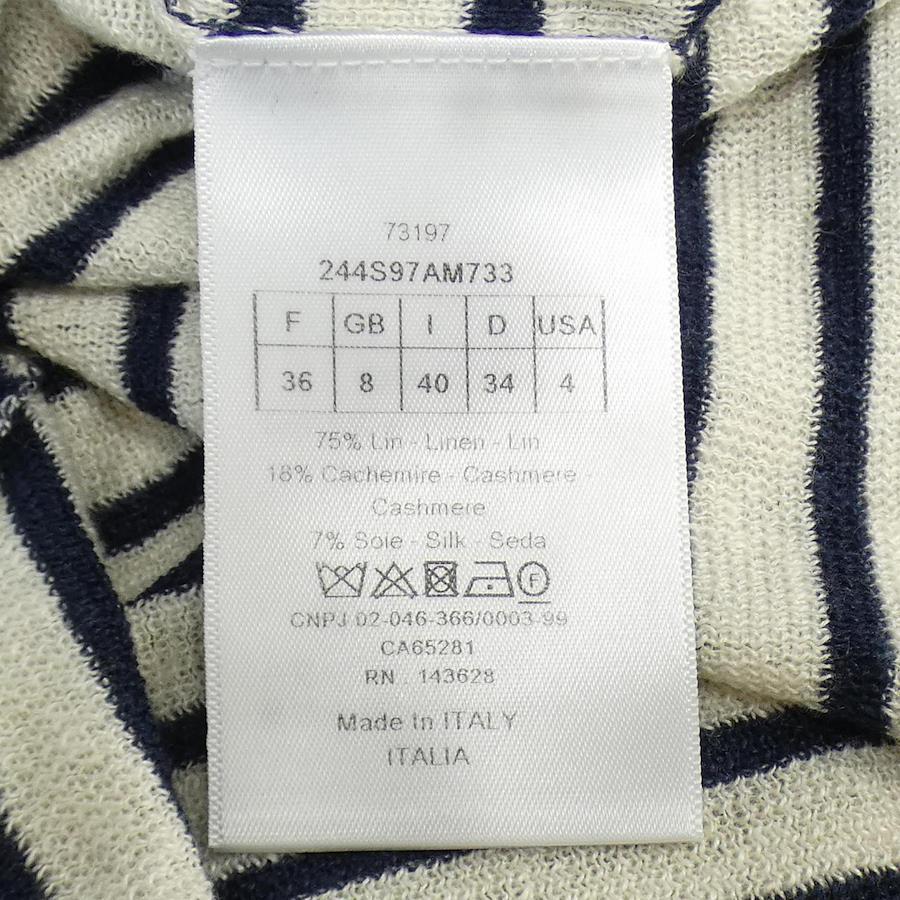 73197
244S97AM733
F GB I D USA
36 8 40 34 4
75% Lin - Linen - Lin
18% Cachemire - Cashmere -
Cashmere
7% Soie - Silk - Seda
F
CNPJ 02-046-366/0003-99
CA65281
RN . 143628
Made In ITALY
ITALIA